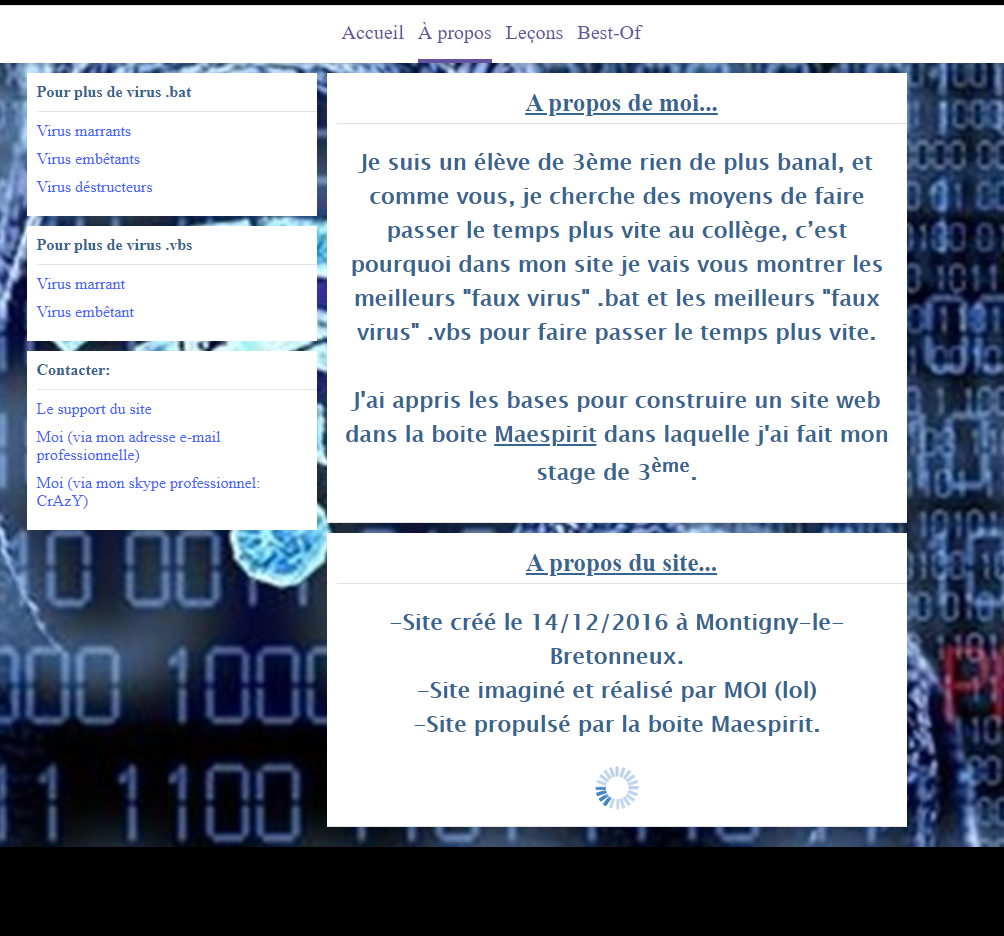 Accueil À propos Leçons Best-Of
Pour plus de virus .bat
Virus marrants
Virus embêtants
Virus déstructeurs
Pour plus de virus .vbs
Virus marrant
Virus embêtant
Contacter:
Le support du site
Moi (via mon adresse e-mail
professionnelle)
Moi (via mon skype professionnel:
CrAzY)
A propos de moi...
Je suis un élève de 3ème rien de plus banal, et
comme vous, je cherche des moyens de faire
passer le temps plus vite au collège, c’est
pourquoi dans mon site je vais vous montrer les
meilleurs "faux virus" .bat et les meilleurs "faux
virus" .vbs pour faire passer le temps plus vite.
J'ai appris les bases pour construire un site web
dans la boite Maespirit dans laquelle j'ai fait mon
stage de 3ème.
A propos du site...
-Site créé le 14/12/2016 à Montigny-le-
Bretonneux.
-Site imaginé et réalisé par MOI (lol)
-Site propulsé par la boite Maespirit.